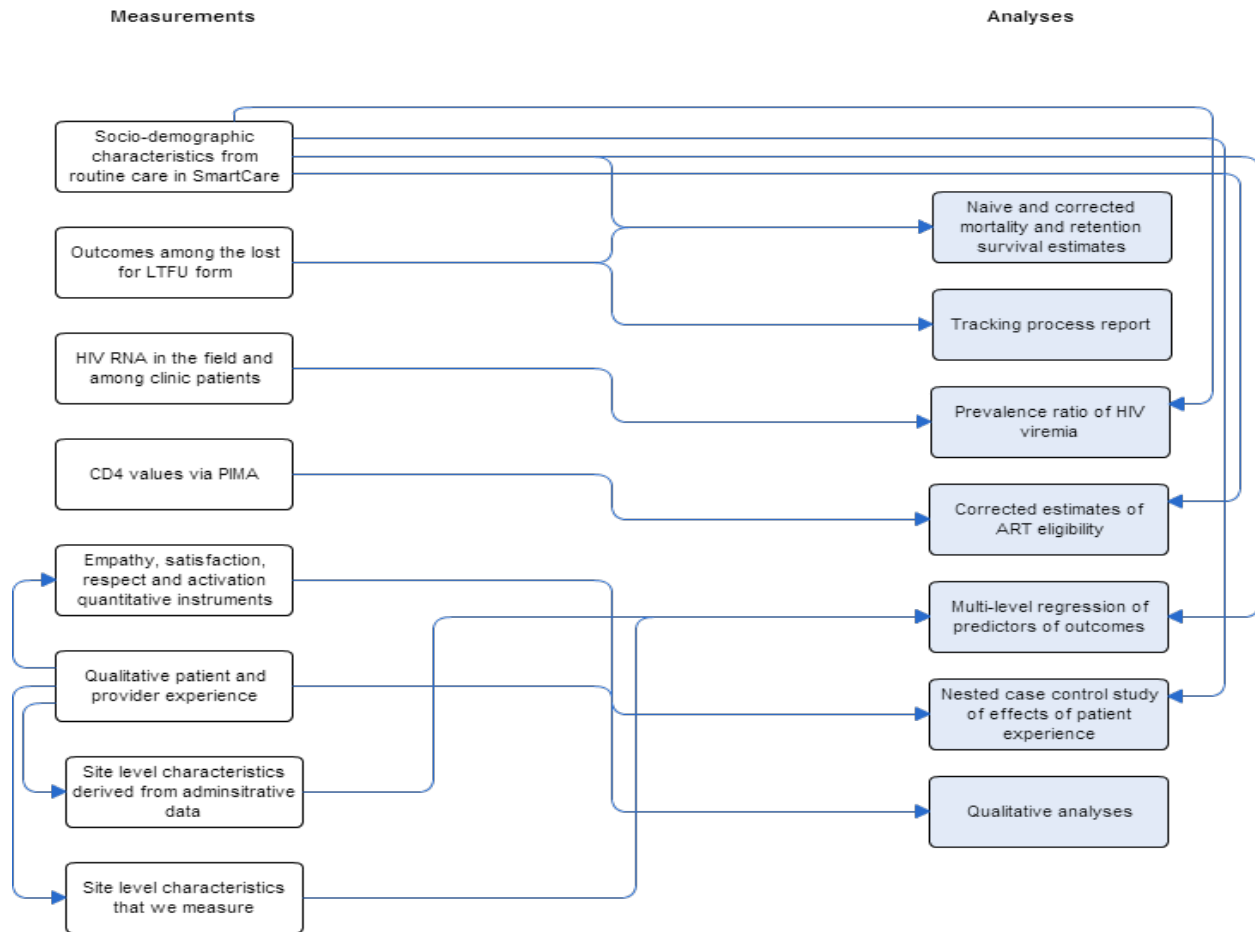 Measurements
Analyses
Socio-demographic
characteristics from
routine care in SmartCare
Outcomes among the lost
for LTFU form
HIV RNA in the field and
among clinic patients
CD4 values via PIMA
Empathy, satisfaction,
respect and activation
quantitative instruments
Qualitative patient and
provider experience
Site level characteristics
derived from adminsitrative
data
Site level characteristics
that we measure
Naive and corrected
mortality and retention
survival estimates
Tracking process report
Prevalence ratio of HIV
viremia
Corrected estimates of
ART eligibility
Multi-level regression of
predictors of outcomes
Nested case control study
of effects of patient
experience
Qualitative analyses